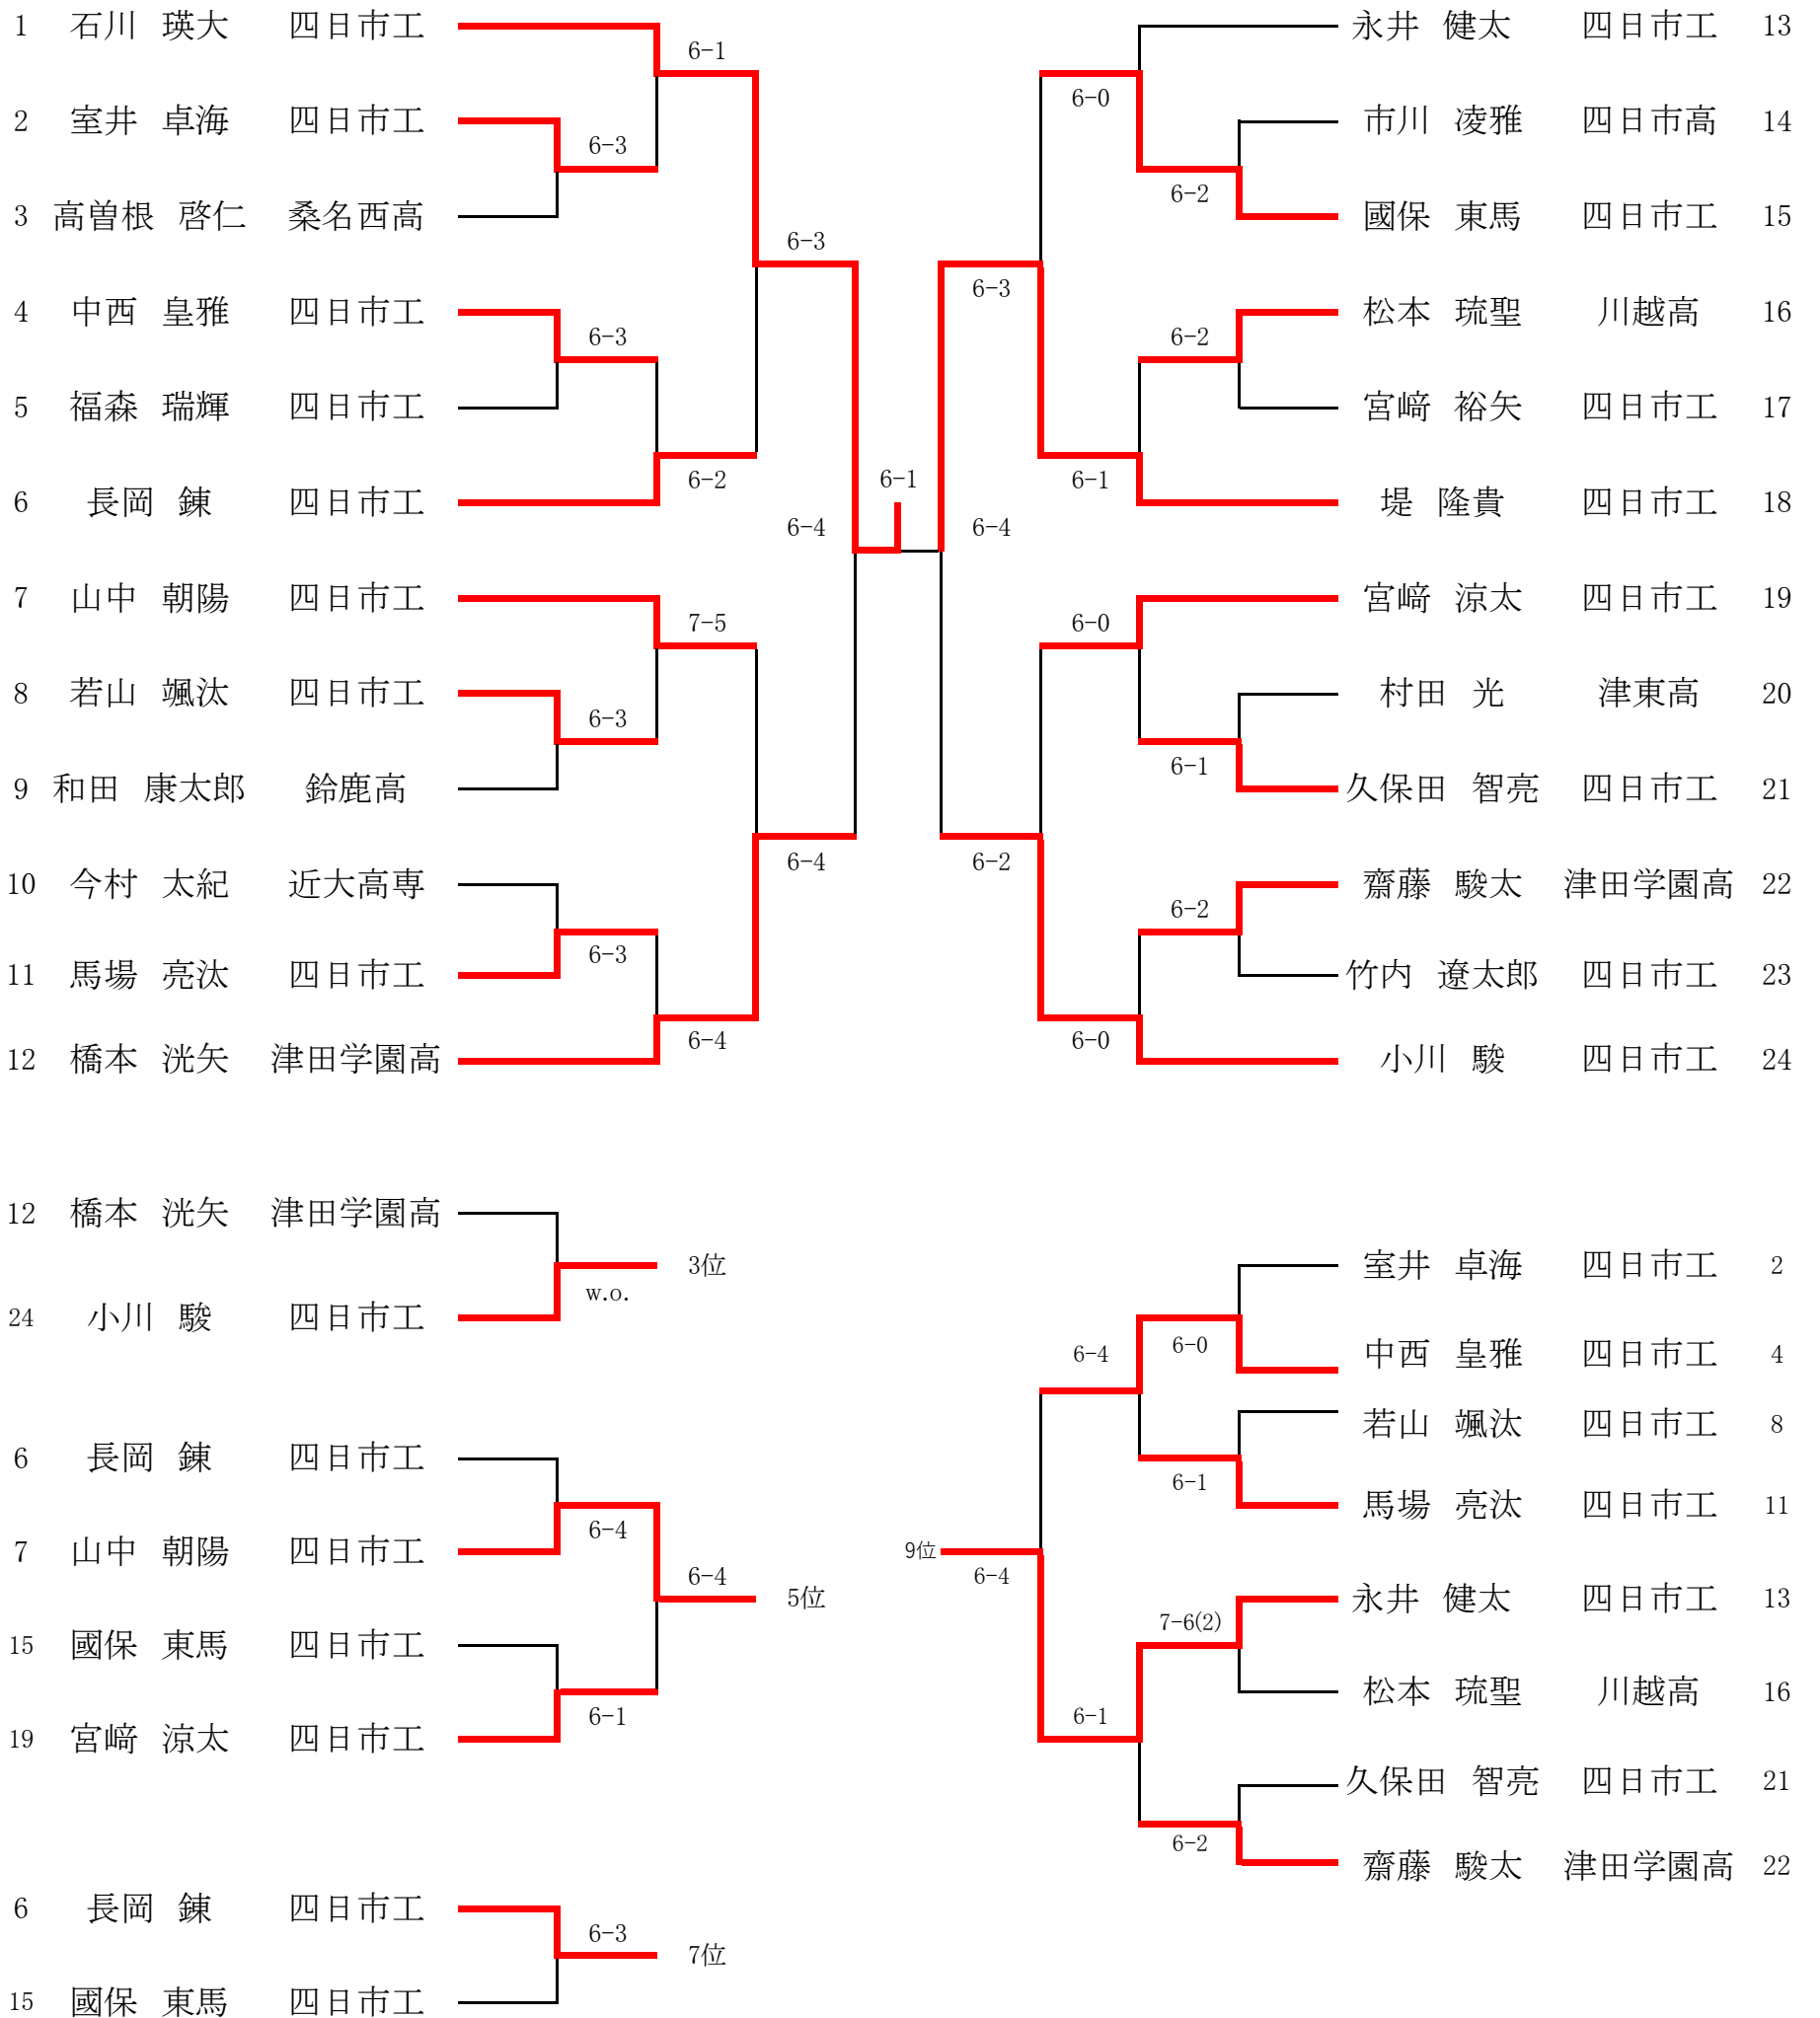 1 石川 瑛大 四日市工
6-1
2 室井 卓海 四日市工
6-3
3 高曽根 啓仁 桑名西高
6-3
4 中西 皇雅 四日市工
6-3
5 福森 瑞輝 四日市工
6-2
6 長岡 錬 四日市工
6-4
7 山中 朝陽 四日市工
7-5
8 若山 颯汰 四日市工
6-3
9 和田 康太郎 鈴鹿高
6-4
10 今村 太紀 近大高専
6-3
11 馬場 亮汰 四日市工
6-4
12 橋本 洸矢 津田学園高
6-1
永井 健太 四日市工 13
6-0
市川 凌雅 四日市高 14
6-2
國保 東馬 四日市工 15
6-3
松本 琉聖 川越高 16
6-2
宮﨑 裕矢 四日市工 17
6-1
堤 隆貴 四日市工 18
6-4
宮﨑 涼太 四日市工 19
6-0
村田 光 津東高 20
6-1
久保田 智亮 四日市工 21
6-2
齋藤 駿太 津田学園高 22
6-2
竹内 遼太郎 四日市工 23
6-0
小川 駿 四日市工 24
12 橋本 洸矢 津田学園高
3位
w.o.
24 小川 駿 四日市工
6 長岡 錬 四日市工
6-4
7 山中 朝陽 四日市工
6-4
5位
15 國保 東馬 四日市工
6-1
19 宮﨑 涼太 四日市工
6 長岡 錬 四日市工
6-3
7位
15 國保 東馬 四日市工
室井 卓海 四日市工 2
6-0
6-4
中西 皇雅 四日市工 4
若山 颯汰 四日市工 8
6-1
馬場 亮汰 四日市工 11
9位
6-4
永井 健太 四日市工 13
7-6(2)
松本 琉聖 川越高 16
6-1
久保田 智亮 四日市工 21
6-2
齋藤 駿太 津田学園高 22